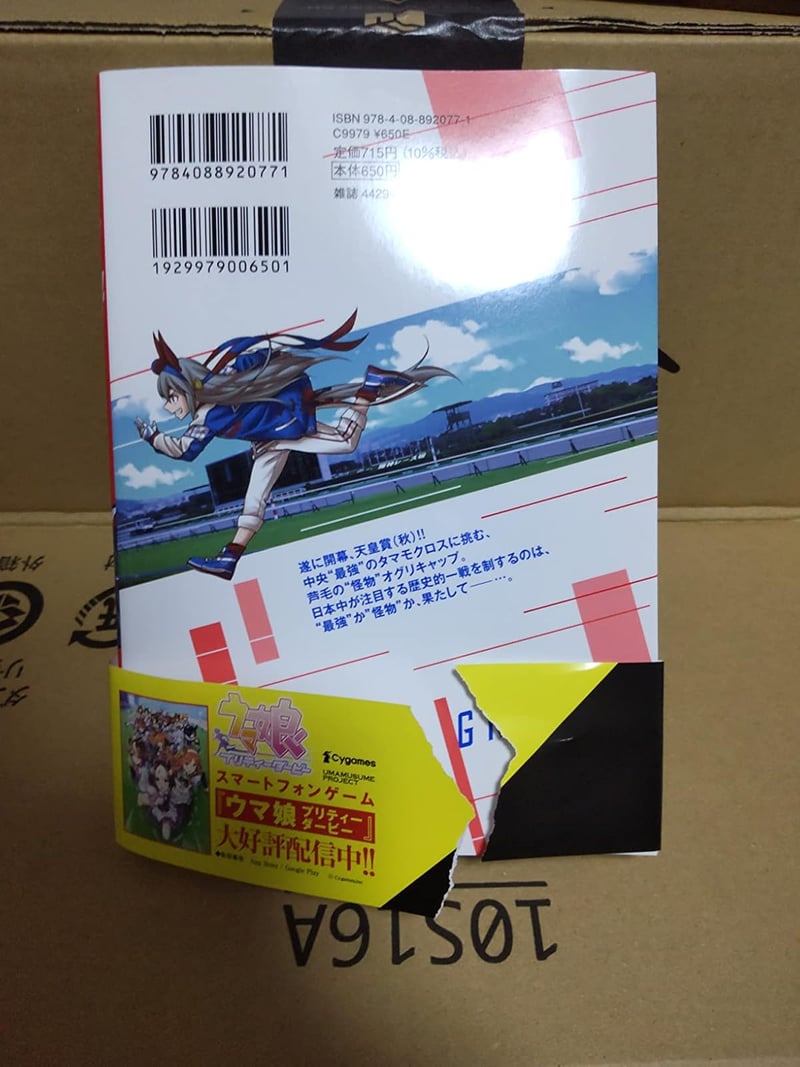 ISBN 978-4-08-892077-1
C9979 ¥650E
定価715円 (10%税込)
本体650円
雑誌 4429
9784088920771
1929979006501
遂に開幕、天皇賞(秋)!!
中央“最強”のタマモクロスに挑む、
芦毛の“怪物”オグリキャップ。
日本中が注目する歴史的一戦を制するのは、
“最強”か“怪物”か、果たして——…。
ウマ娘
プリティーダービー
Cygames
UMAMUSUME
PROJECT
スマートフォンゲーム
『ウマ娘 プリティーダービー』
大好評配信中!!
App Store / Google Play
© Cygames
10S16A
外箱